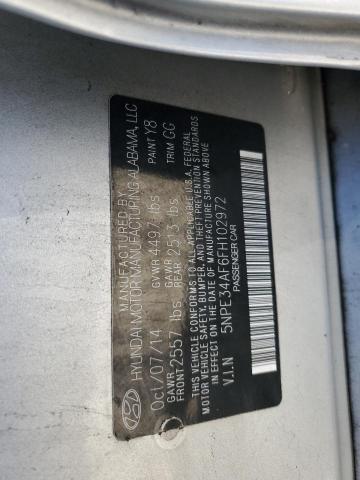 MANUFACTURED BY
HYUNDAI MOTOR MANUFACTURING-ALABAMA, LLC
Oct/07/14 GVWR 4497 lbs PAINT Y8
GAWR FRONT 2557 lbs GAWR REAR 2513 lbs TRIM GG
THIS VEHICLE CONFORMS TO ALL APPLICABLE U.S.A. FEDERAL
MOTOR VEHICLE SAFETY, BUMPER, AND THEFT PREVENTION STANDARDS
IN EFFECT ON THE DATE OF MANUFACTURE SHOWN ABOVE
V.I.N 5NPE34AF6FH102972
PASSENGER CAR